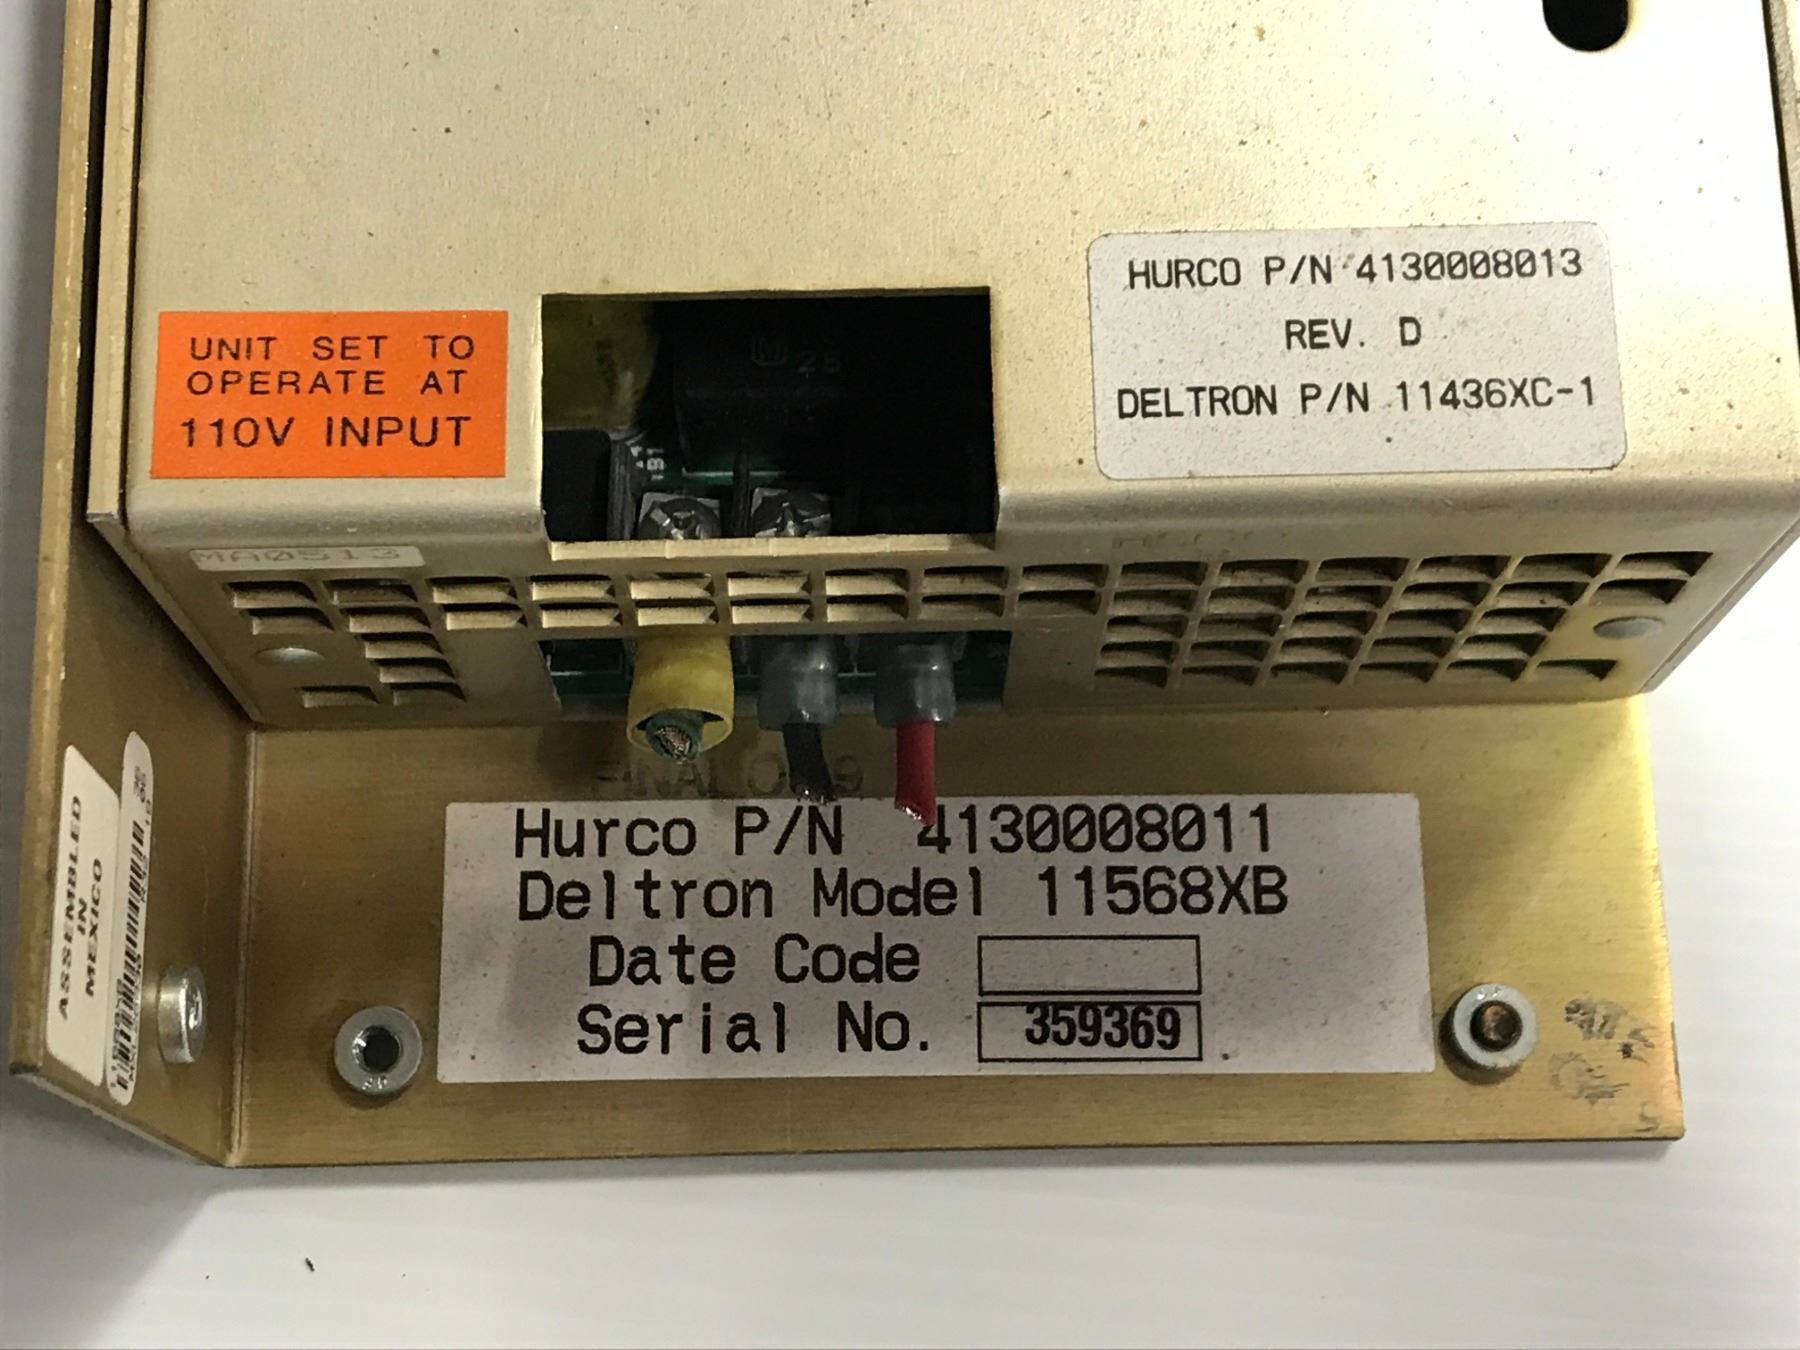 HURCO P/N 4130008013
REV. D
DELTRON P/N 11436XC-1
UNIT SET TO
OPERATE AT
110V INPUT
25
MA0513
Hurco P/N 4130008011
Deltron Model 11568XB
Date Code
Serial No. 359369
ASSEMBLED
IN
MEXICO